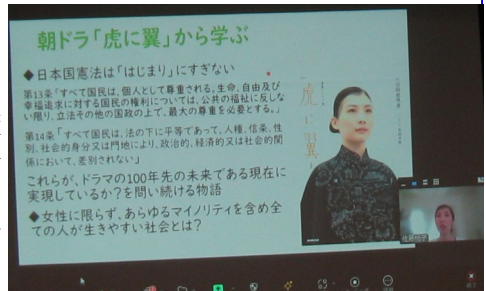 朝ドラ「虎に翼」から学ぶ
◆日本国憲法は「はじまり」にすぎない
第13条「すべて国民は、個人として尊重される。生命、自由及び
幸福追求に対する国民の権利については、公共の福祉に反しな
い限り、立法その他の国政の上で、最大の尊重を必要とする。」
第14条「すべて国民は、法の下に平等であって、人種、信条、性
別、社会的身分又は門地により、政治的、経済的又は社会的関
係において、差別されない」
これらが、ドラマの100年先の未来である現在に
実現しているか？を問い続ける物語
◆女性に限らず、あらゆるマイノリティを含め全
ての人が生きやすい社会とは？
虎に翼